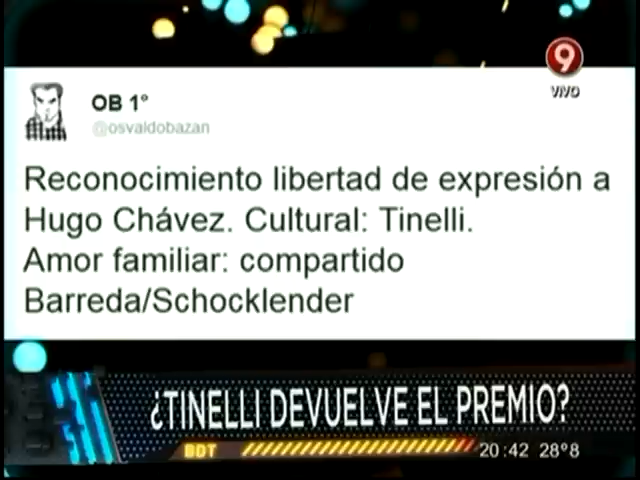 9
VIVO
OB 1°
@osvaldobazan
Reconocimiento libertad de expresión a
Hugo Chávez. Cultural: Tinelli.
Amor familiar: compartido
Barreda/Schocklender
¿TINELLI DEVUELVE EL PREMIO?
BDT
20:42 28°8